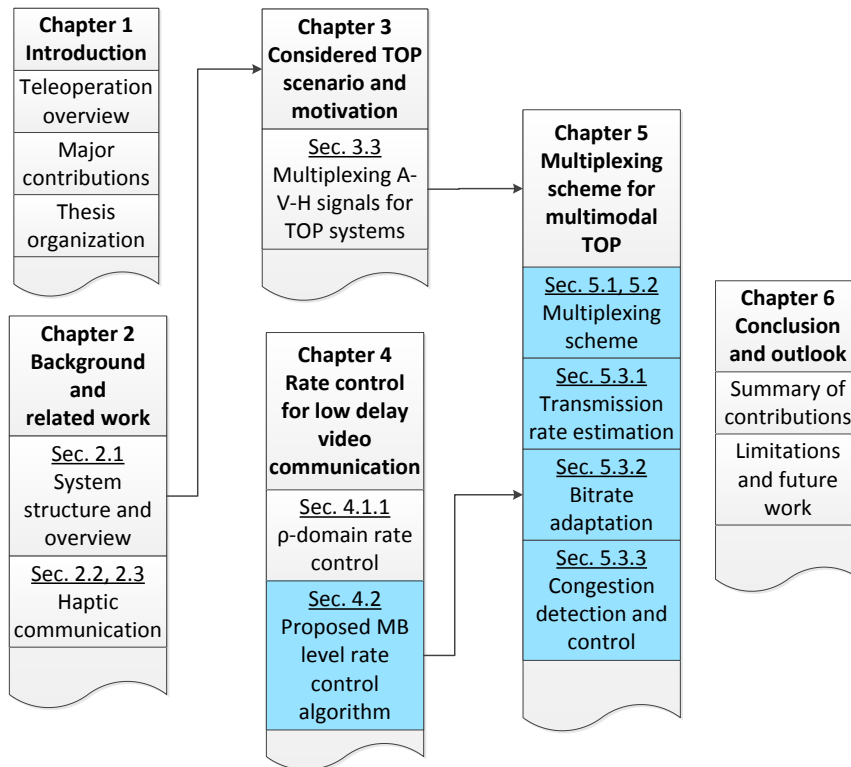 Chapter 1
Introduction
Teleoperation
overview
Major
contributions
Thesis
organization
Chapter 2
Background
and
related work
Sec. 2.1
System
structure and
overview
Sec. 2.2, 2.3
Haptic
communication
Chapter 3
Considered TOP
scenario and
motivation
Sec. 3.3
Multiplexing A-
V-H signals for
TOP systems
Chapter 4
Rate control
for low delay
video
communication
Sec. 4.1.1
ρ-domain rate
control
Sec. 4.2
Proposed MB
level rate
control
algorithm
Chapter 5
Multiplexing
scheme for
multimodal
TOP
Sec. 5.1, 5.2
Multiplexing
scheme
Sec. 5.3.1
Transmission
rate estimation
Sec. 5.3.2
Bitrate
adaptation
Sec. 5.3.3
Congestion
detection and
control
Chapter 6
Conclusion
and outlook
Summary of
contributions
Limitations
and future
work